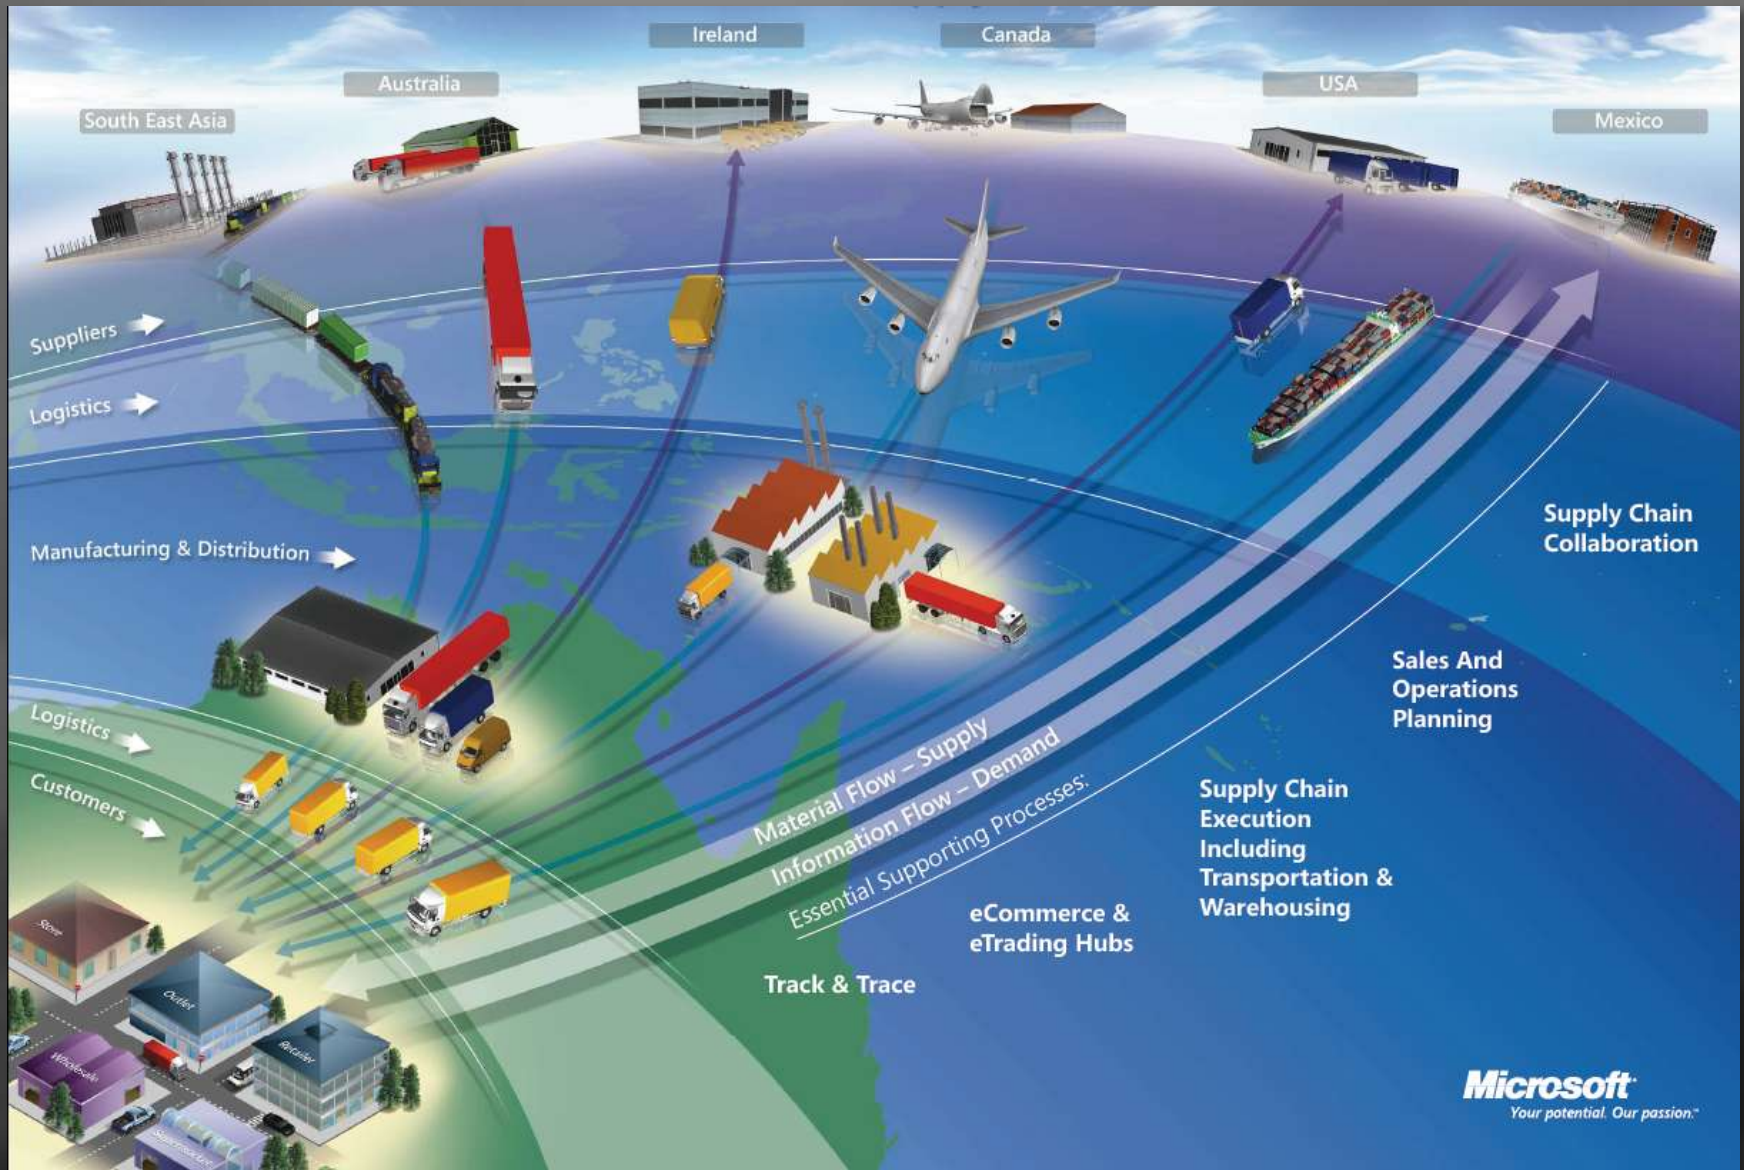 Ireland
Canada
Australia
USA
South East Asia
Mexico
Suppliers
Logistics
Manufacturing & Distribution
Logistics
Customers
Supply Chain
Collaboration
Sales And
Operations
Planning
Supply Chain
Execution
Including
Transportation &
Warehousing
Material Flow – Supply
Information Flow – Demand
Essential Supporting Processes:
eCommerce &
eTrading Hubs
Track & Trace
Store
Outlet
Retailer
Wholesale
Supermarket
Microsoft®
Your potential. Our passion.™